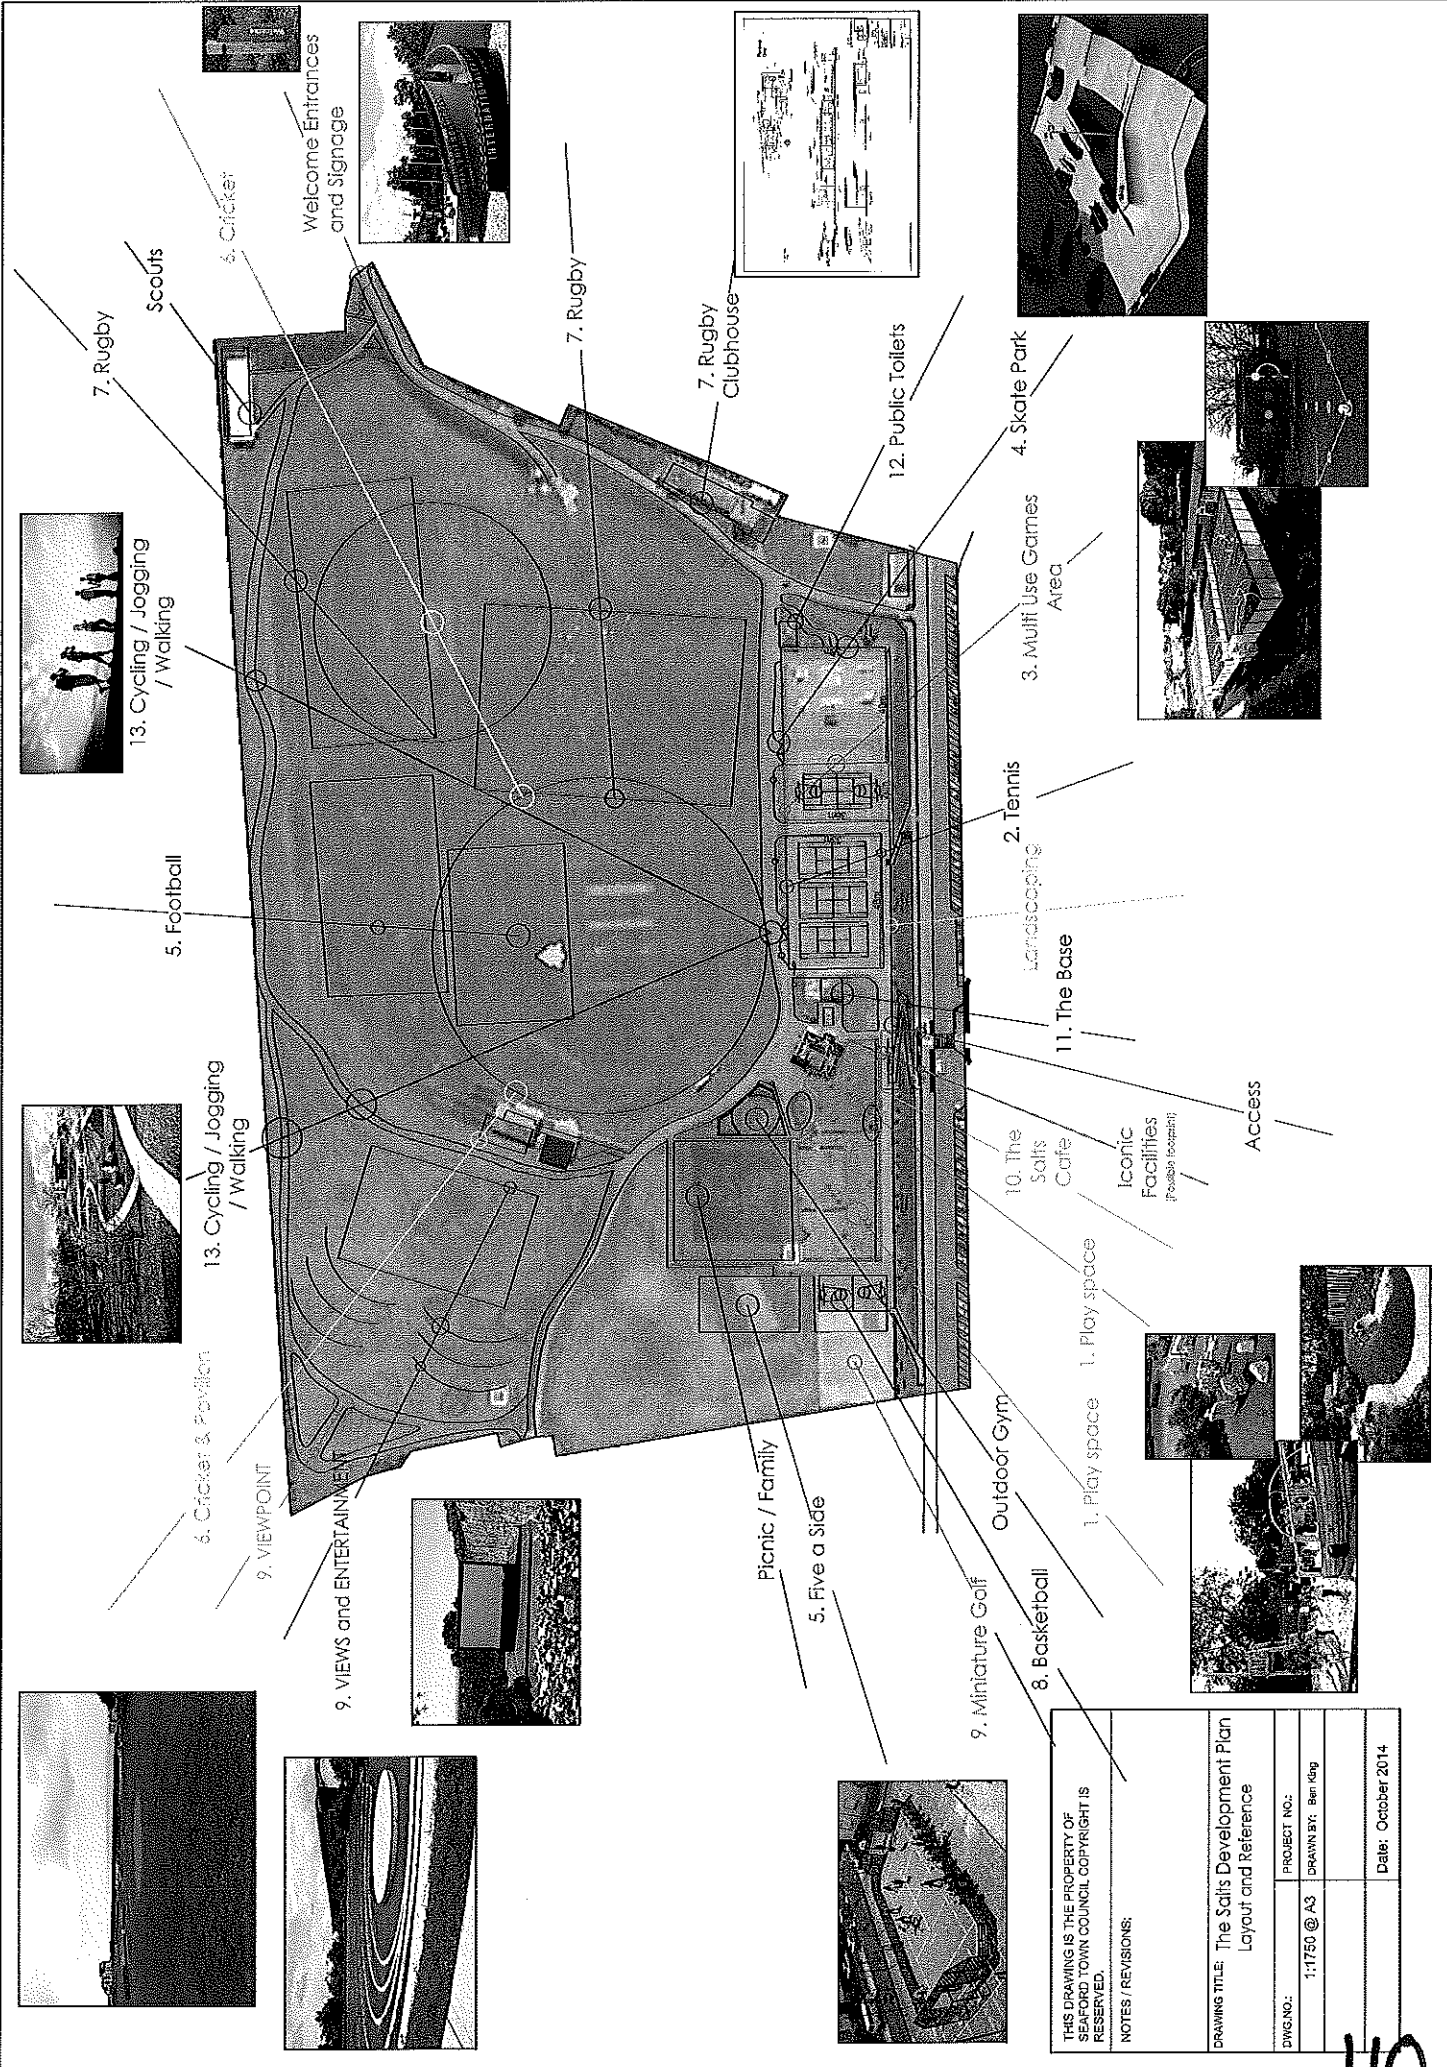 6. Cricket & Pavilion
9. VIEWPOINT
9. VIEWS and ENTERTAINMENT
13. Cycling / Jogging
/ Walking
5. Football
13. Cycling / Jogging
/ Walking
7. Rugby
Scouts
6. Cricket
Welcome Entrances
and Signage
INTERNATIONAL
7. Rugby
7. Rugby
Clubhouse
12. Public Toilets
4. Skate Park
3. Multi Use Games
Area
2. Tennis
Landscaping
11. The Base
Access
Iconic
Facilities
(Possible footprint)
10. The
Salts
Cafe
1. Play space
1. Play space
Outdoor Gym
Picnic / Family
5. Five a Side
9. Miniature Golf
8. Basketball
THIS DRAWING IS THE PROPERTY OF
SEAFORD TOWN COUNCIL COPYRIGHT IS
RESERVED.
NOTES / REVISIONS:
DRAWING TITLE: The Salts Development Plan
Layout and Reference
DWG.NO.:
PROJECT NO.:
1:1750 @ A3
DRAWN BY: Ben King
Date: October 2014